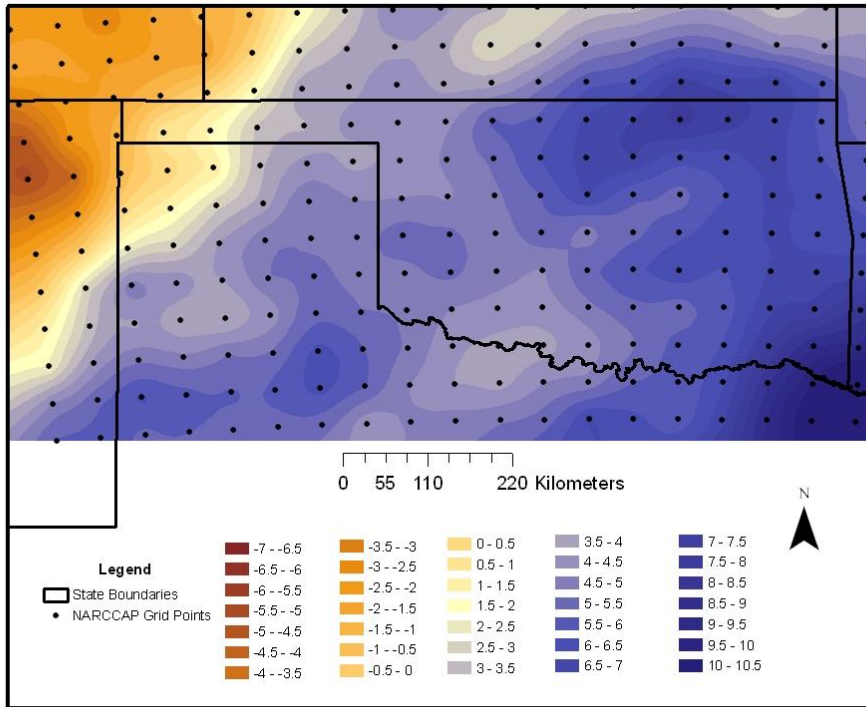 0 55 110 220 Kilometers
N
Legend
State Boundaries
NARCCAP Grid Points
-7 - -6.5
-6.5 - -6
-6 - -5.5
-5.5 - -5
-5 - -4.5
-4.5 - -4
-4 - -3.5
-3.5 - -3
-3 - -2.5
-2.5 - -2
-2 - -1.5
-1.5 - -1
-1 - -0.5
-0.5 - 0
0 - 0.5
0.5 - 1
1 - 1.5
1.5 - 2
2 - 2.5
2.5 - 3
3 - 3.5
3.5 - 4
4 - 4.5
4.5 - 5
5 - 5.5
5.5 - 6
6 - 6.5
6.5 - 7
7 - 7.5
7.5 - 8
8 - 8.5
8.5 - 9
9 - 9.5
9.5 - 10
10 - 10.5